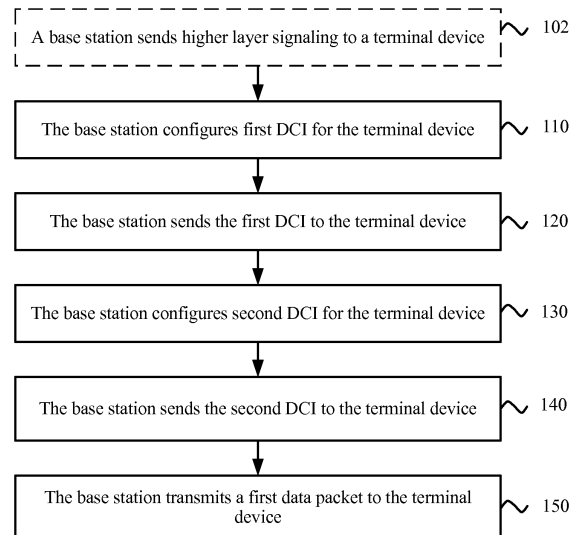 A base station sends higher layer signaling to a terminal device
102
The base station configures first DCI for the terminal device
110
The base station sends the first DCI to the terminal device
120
The base station configures second DCI for the terminal device
130
The base station sends the second DCI to the terminal device
140
The base station transmits a first data packet to the terminal
device
150